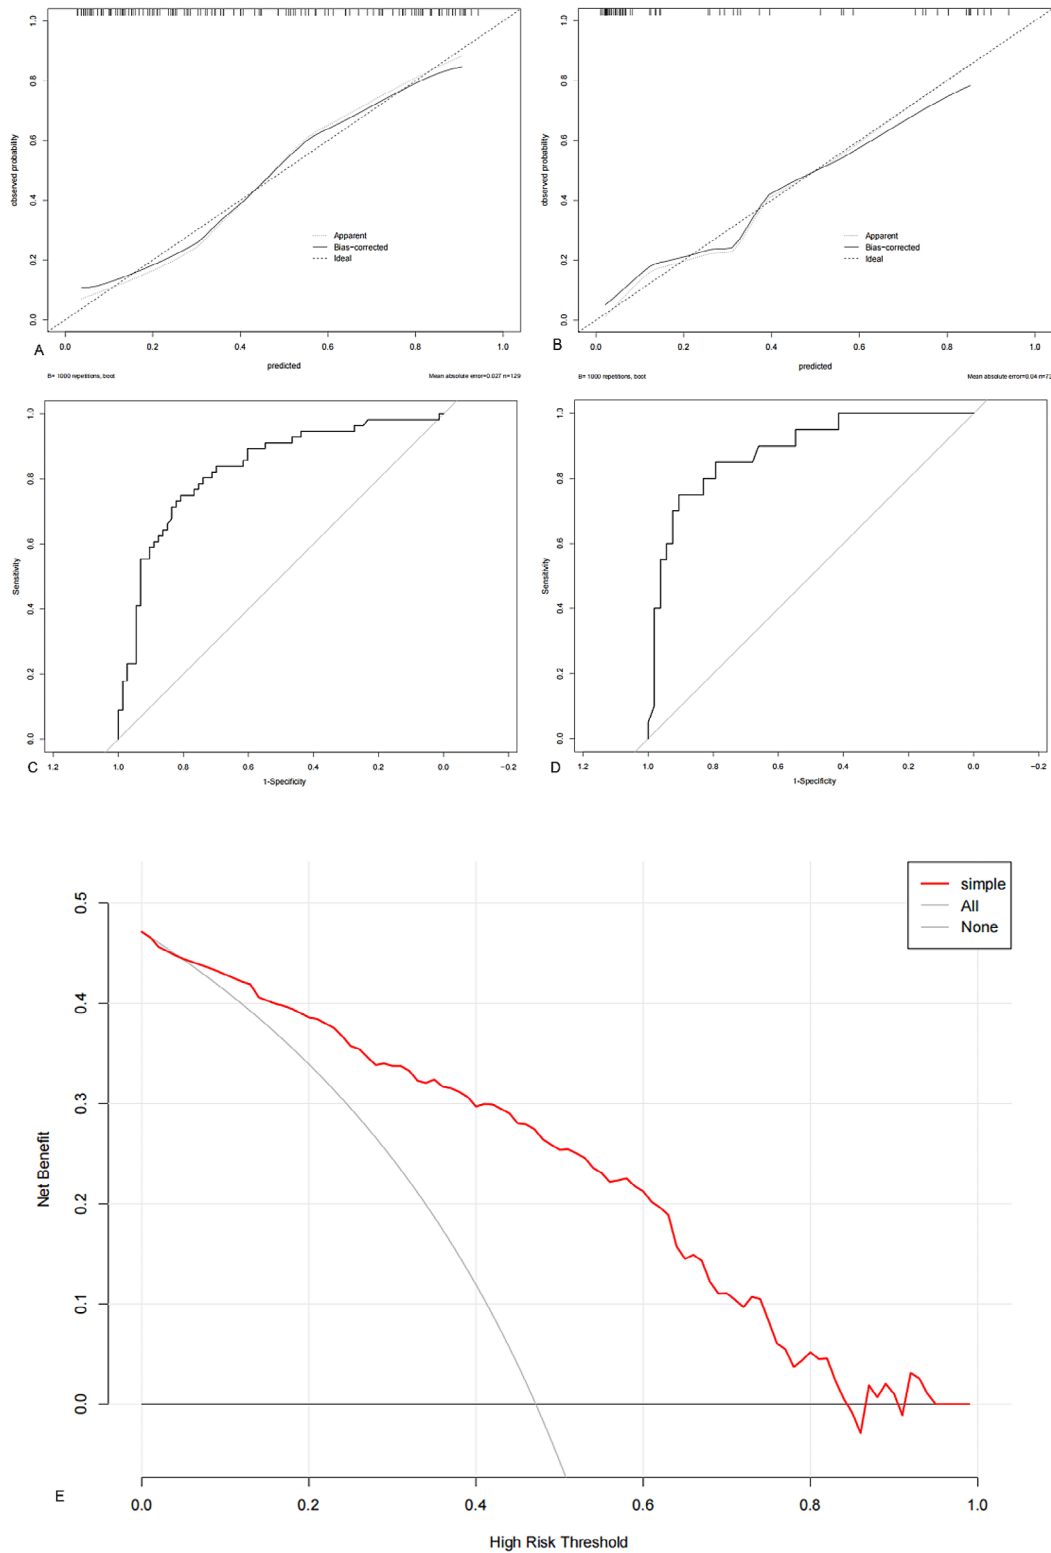 1.0
0.8
0.6
0.4
0.2
0.0
observed probability
Apparent
Bias-corrected
Ideal
A
0.0 0.2 0.4 0.6 0.8 1.0
predicted
B= 1000 repetitions, boot
Mean absolute error=0.027 n=129
1.0
0.8
0.6
0.4
0.2
0.0
observed probability
Apparent
Bias-corrected
Ideal
B
0.0 0.2 0.4 0.6 0.8 1.0
predicted
B= 1000 repetitions, boot
Mean absolute error=0.04 n=
1.0
0.8
0.6
0.4
0.2
0.0
Sensitivity
C
1.2 1.0 0.8 0.6 0.4 0.2 0.0 −0.2
1-Specificity
1.0
0.8
0.6
0.4
0.2
0.0
Sensitivity
D
1.2 1.0 0.8 0.6 0.4 0.2 0.0 −0.2
1-Specificity
simple
All
None
0.5
0.4
0.3
0.2
0.1
0.0
Net Benefit
E
0.0 0.2 0.4 0.6 0.8 1.0
High Risk Threshold